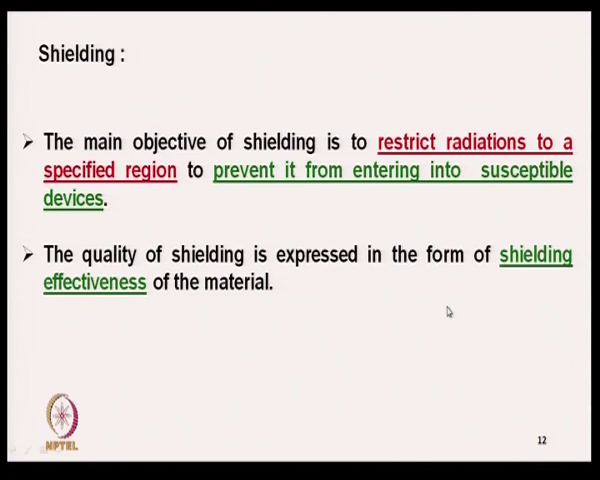 Shielding :
The main objective of shielding is to restrict radiations to a
specified region to prevent it from entering into susceptible
devices.
The quality of shielding is expressed in the form of shielding
effectiveness of the material.
NPTEL
12